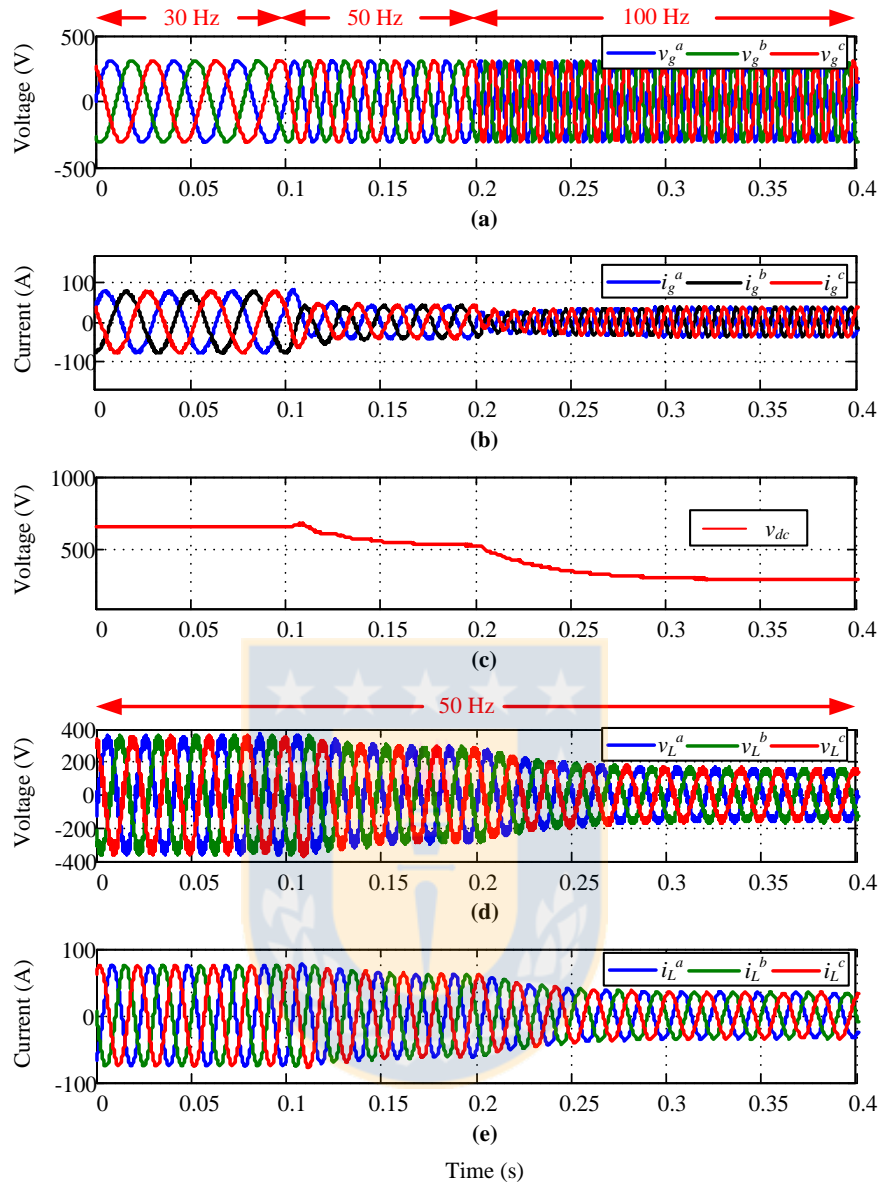 30 Hz 50 Hz 100 Hz
500
0
-500
Voltage (V)
v_g^a v_g^b v_g^c
0 0.05 0.1 0.15 0.2 0.25 0.3 0.35 0.4
(a)
100
0
-100
Current (A)
i_g^a i_g^b i_g^c
0 0.05 0.1 0.15 0.2 0.25 0.3 0.35 0.4
(b)
1000
500
Voltage (V)
v_dc
0 0.05 0.1 0.15 0.2 0.25 0.3 0.35 0.4
(c)
50 Hz
400
200
0
-200
-400
Voltage (V)
v_L^a v_L^b v_L^c
0 0.05 0.1 0.15 0.2 0.25 0.3 0.35 0.4
(d)
100
0
-100
Current (A)
i_L^a i_L^b i_L^c
0 0.05 0.1 0.15 0.2 0.25 0.3 0.35 0.4
(e)
Time (s)